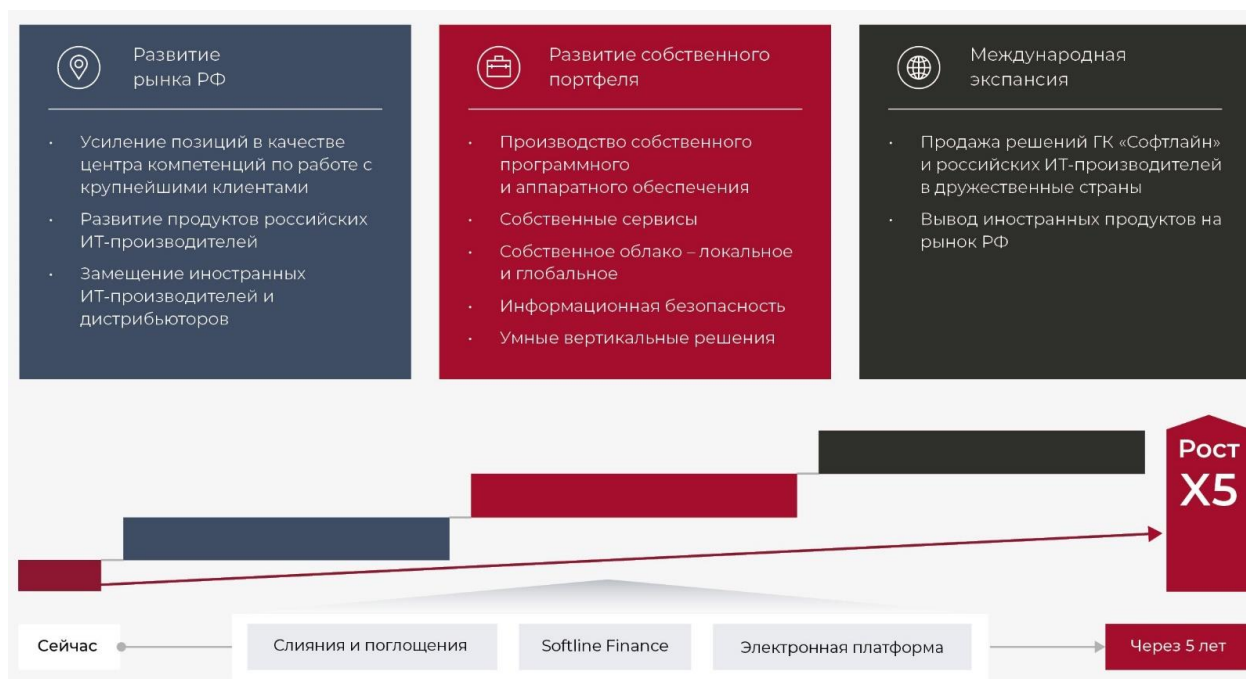 Развитие
рынка РФ
Усиление позиций в качестве
центра компетенций по работе с
крупнейшими клиентами
Развитие продуктов российских
ИТ-производителей
Замещение иностранных
ИТ-производителей и
дистрибьюторов
Развитие собственного
портфеля
Производство собственного
программного
и аппаратного обеспечения
Собственные сервисы
Собственное облако – локальное
и глобальное
Информационная безопасность
Умные вертикальные решения
Международная
экспансия
Продажа решений ГК «Софтлайн»
и российских ИТ-производителей
в дружественные страны
Вывод иностранных продуктов на
рынок РФ
Рост
X5
Сейчас
Слияния и поглощения
Softline Finance
Электронная платформа
Через 5 лет